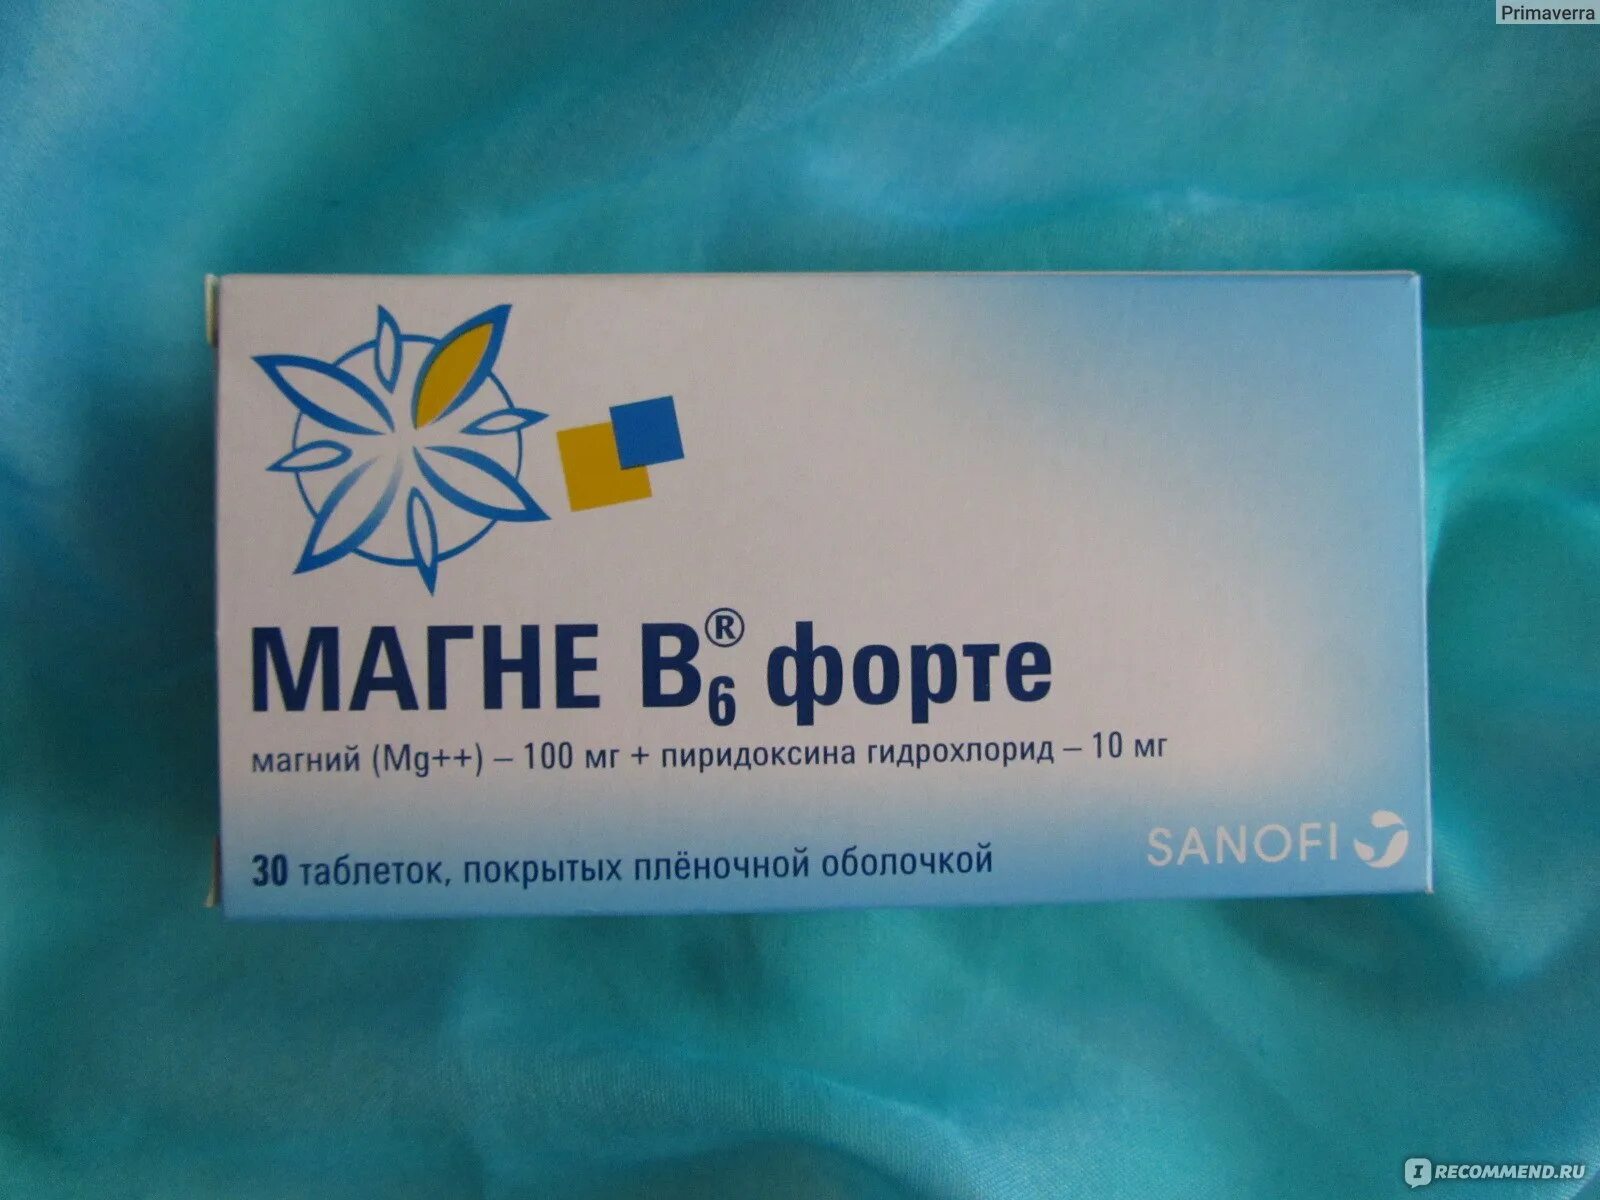 Primaverra
МАГНЕ B6® форте
магний (Mg++) – 100 мг + пиридоксина гидрохлорид – 10 мг
30 таблеток, покрытых плёночной оболочкой
SANOFI
I RECOMMEND.RU